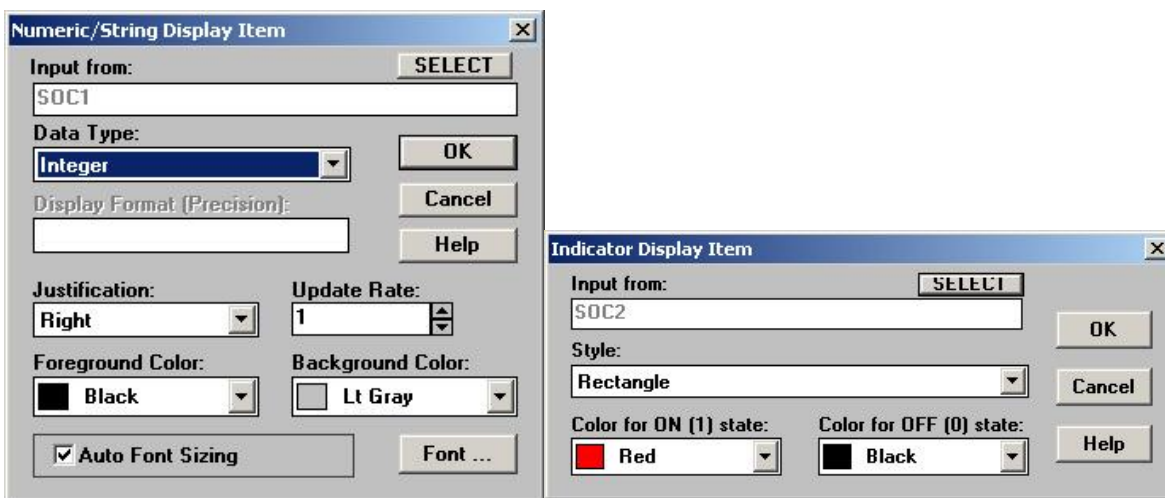 Numeric/String Display Item
Input from: SELECT
SOC1
Data Type:
Integer
OK
Display Format (Precision):
Cancel
Help
Justification: Update Rate:
Right 1
Foreground Color: Background Color:
Black Lt Gray
Auto Font Sizing Font ...
Indicator Display Item
Input from: SELECT
SOC2
OK
Style:
Rectangle
Cancel
Color for ON (1) state: Color for OFF (0) state:
Red Black
Help